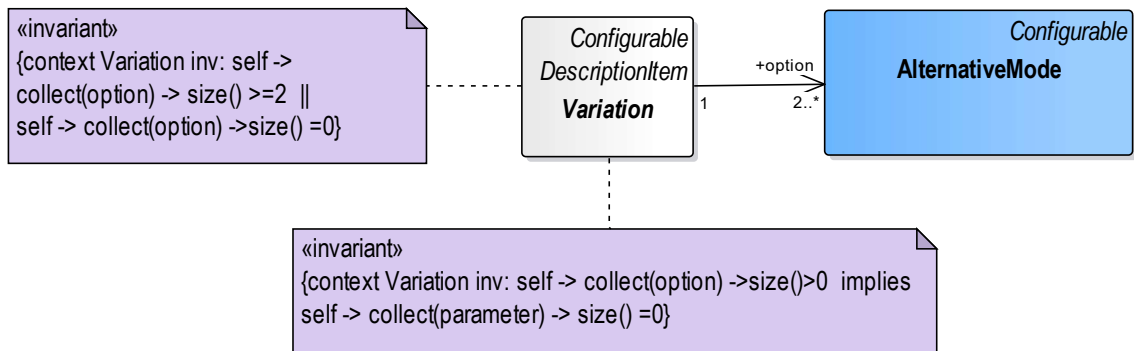 «invariant»
{context Variation inv: self ->
collect(option) -> size() >=2  ||
self -> collect(option) ->size() =0}
Configurable
DescriptionItem
Variation
+option
1
2..*
Configurable
AlternativeMode
«invariant»
{context Variation inv: self -> collect(option) ->size()>0  implies
self -> collect(parameter) -> size() =0}